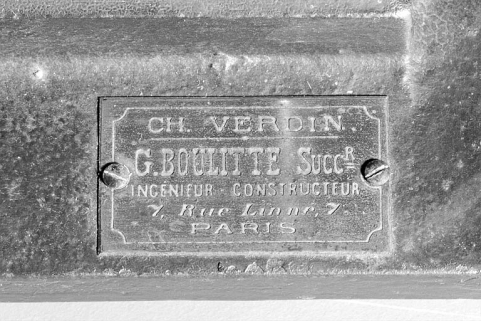 CH. VERDIN.
G. BOULITTE SUCCR
INGENIEUR - CONSTRUCTEUR
7, Rue Linné, 7
PARIS